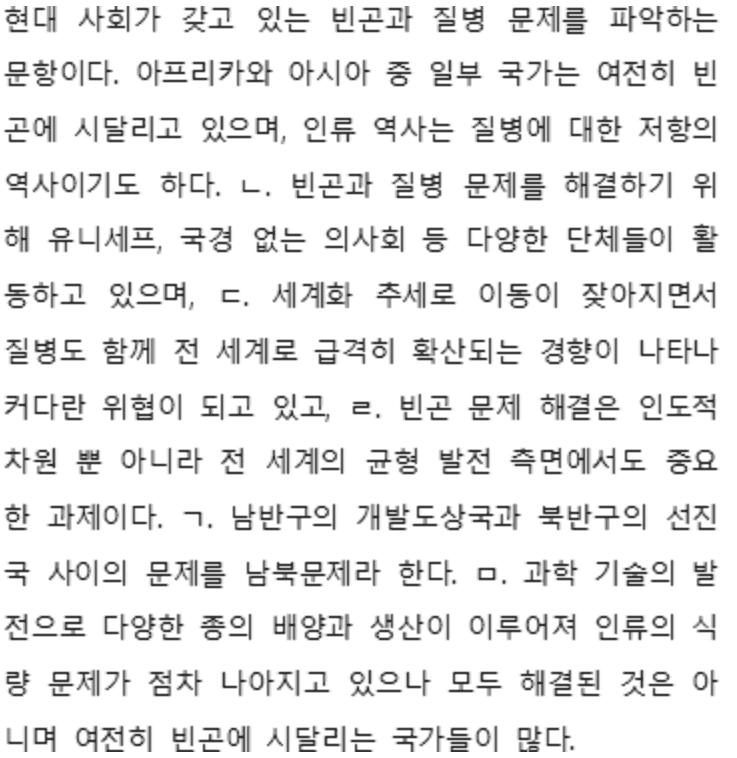 현대 사회가 갖고 있는 빈곤과 질병 문제를 파악하는
문항이다. 아프리카와 아시아 중 일부 국가는 여전히 빈
곤에 시달리고 있으며, 인류 역사는 질병에 대한 저항의
역사이기도 하다. ㄴ. 빈곤과 질병 문제를 해결하기 위
해 유니세프, 국경 없는 의사회 등 다양한 단체들이 활
동하고 있으며, ㄷ. 세계화 추세로 이동이 잦아지면서
질병도 함께 전 세계로 급격히 확산되는 경향이 나타나
커다란 위협이 되고 있고, ㄹ. 빈곤 문제 해결은 인도적
차원 뿐 아니라 전 세계의 균형 발전 측면에서도 중요
한 과제이다. ㄱ. 남반구의 개발도상국과 북반구의 선진
국 사이의 문제를 남북문제라 한다. ㅁ. 과학 기술의 발
전으로 다양한 종의 배양과 생산이 이루어져 인류의 식
량 문제가 점차 나아지고 있으나 모두 해결된 것은 아
니며 여전히 빈곤에 시달리는 국가들이 많다.